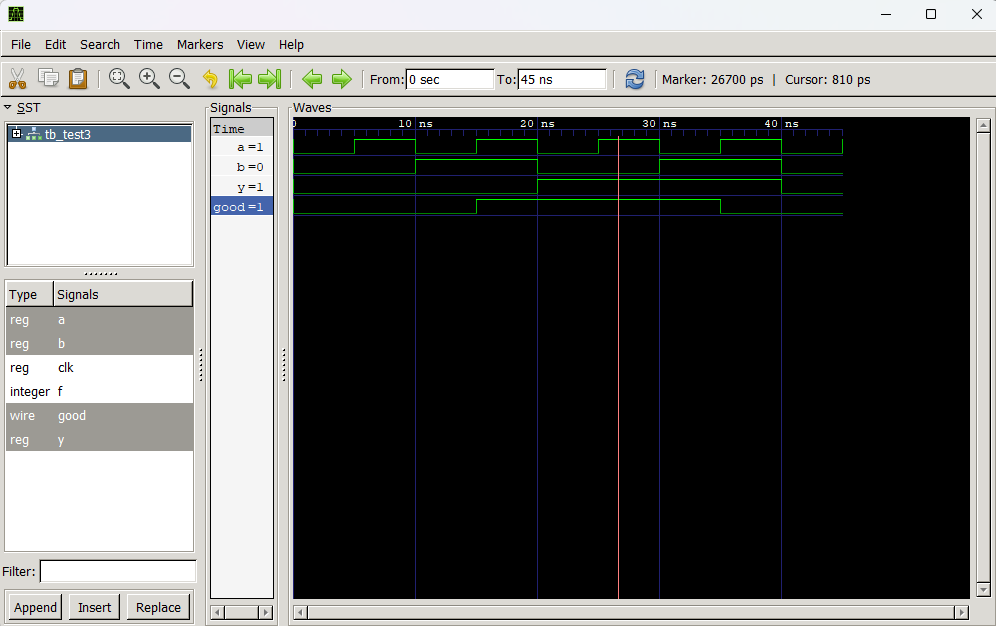 File Edit Search Time Markers View Help
From: 0 sec To: 45 ns Marker: 26700 ps | Cursor: 810 ps
SST
tb_test3
Type Signals
reg a
reg b
reg clk
integer f
wire good
reg y
Filter:
Append Insert Replace
Signals
Time
a =1
b =0
y =1
good =1
Waves
0 10 ns 20 ns 30 ns 40 ns